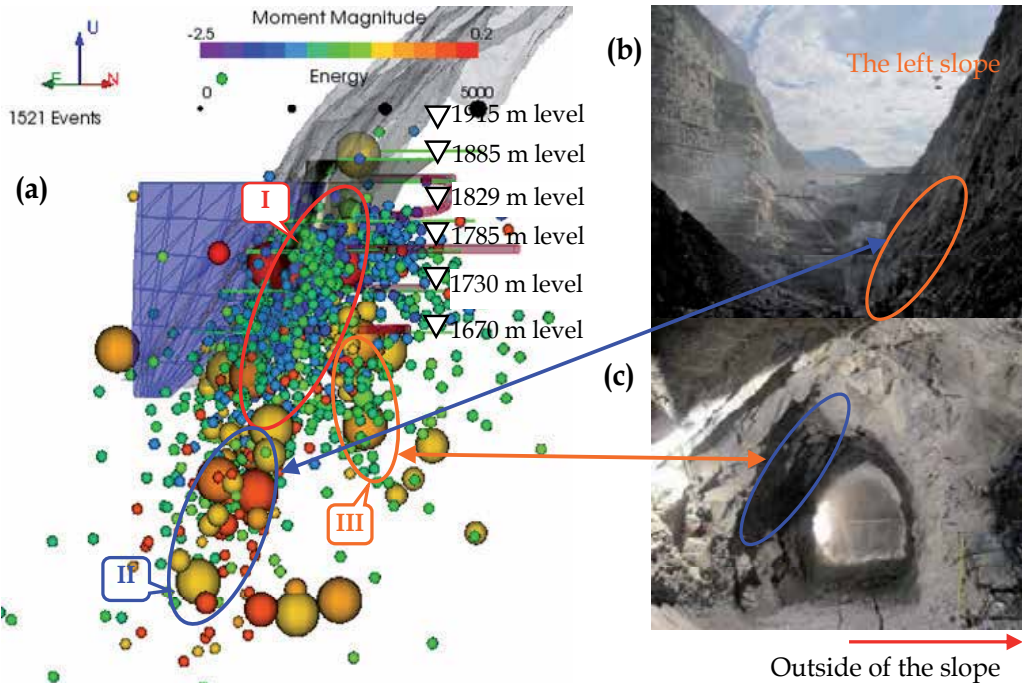 Moment Magnitude
-2.5
0.2
Energy
0
5000
U
E
N
1521 Events
(a)
I
II
III
1915 m level
1885 m level
1829 m level
1785 m level
1730 m level
1670 m level
(b)
The left slope
(c)
Outside of the slope